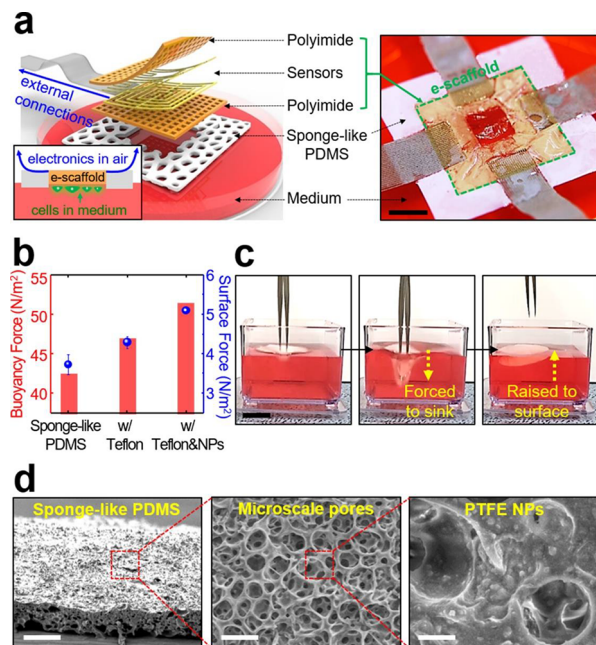 a
Polyimide
Sensors
Polyimide
Sponge-like
PDMS
Medium
external
connections
electronics in air
e-scaffold
cells in medium
e-scaffold
b
Buoyancy Force (N/m²)
55
50
45
40
6
5
4
3
Surface Force (N/m²)
Sponge-like
PDMS
w/
Teflon
w/
Teflon&NPs
c
Forced
to sink
Raised to
surface
d
Sponge-like PDMS
Microscale pores
PTFE NPs